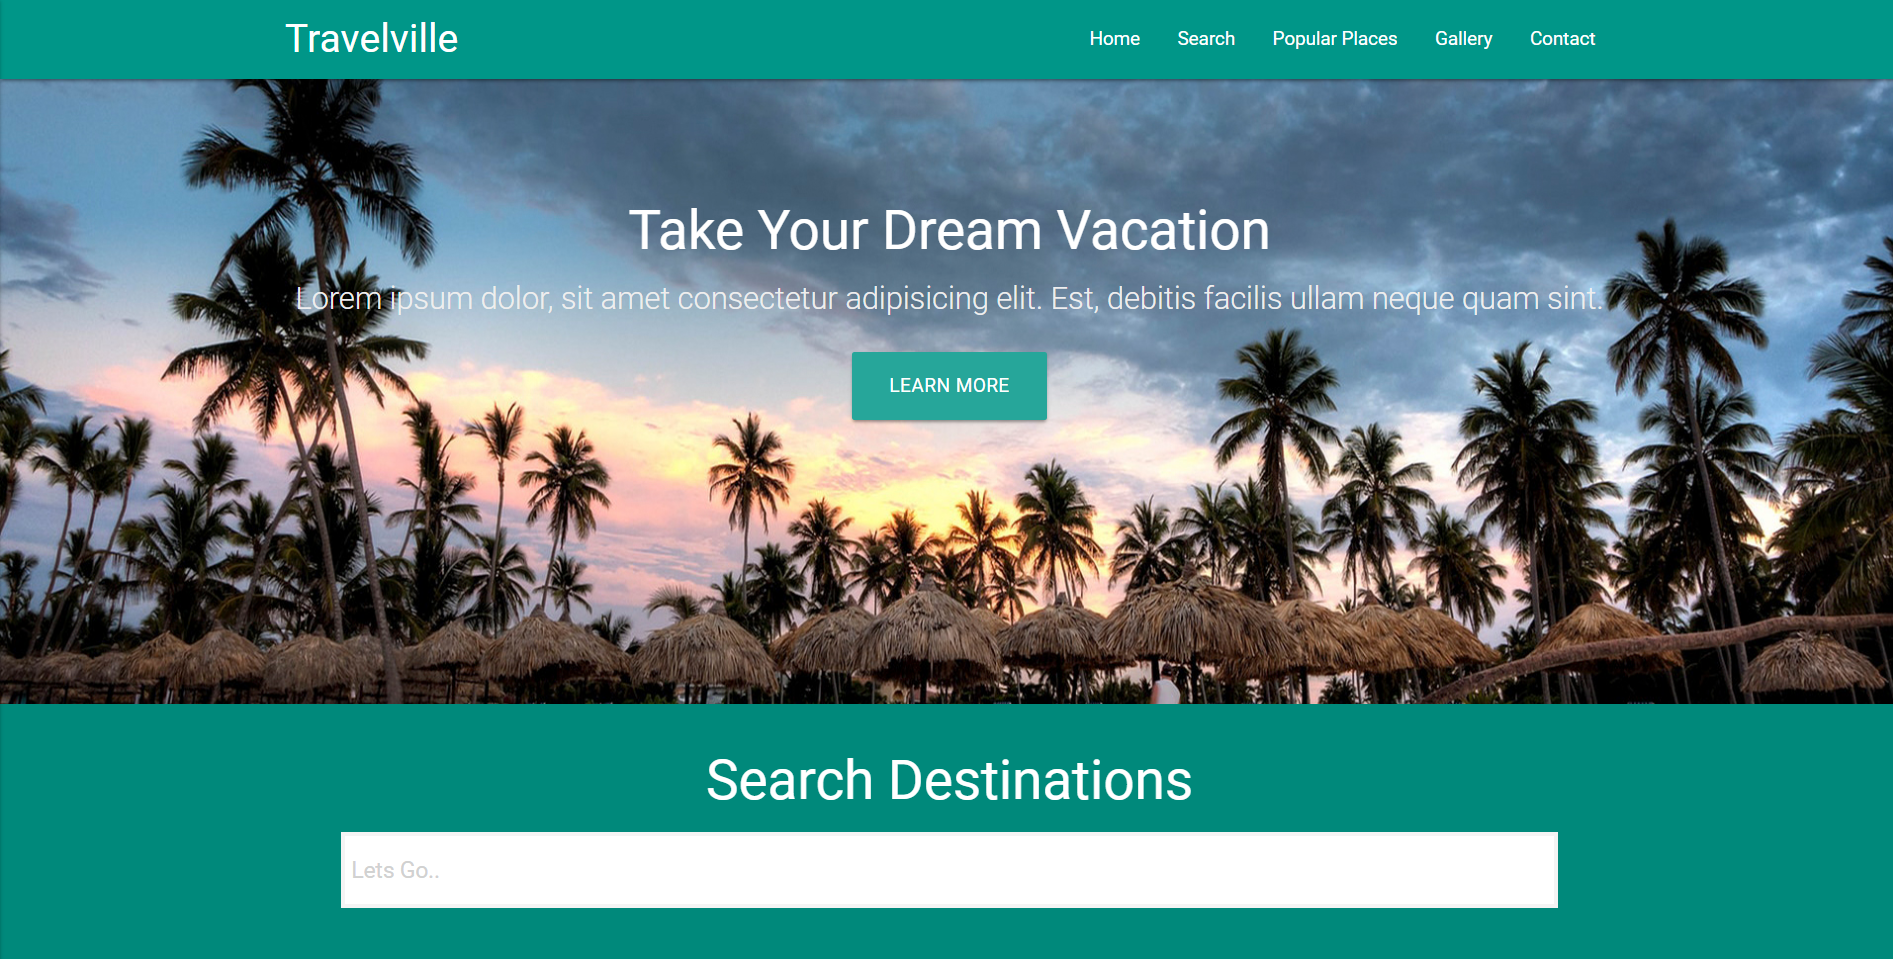 Travelville
Home Search Popular Places Gallery Contact
Take Your Dream Vacation
Lorem ipsum dolor, sit amet consectetur adipisicing elit. Est, debitis facilis ullam neque quam sint.
LEARN MORE
Search Destinations
Lets Go..